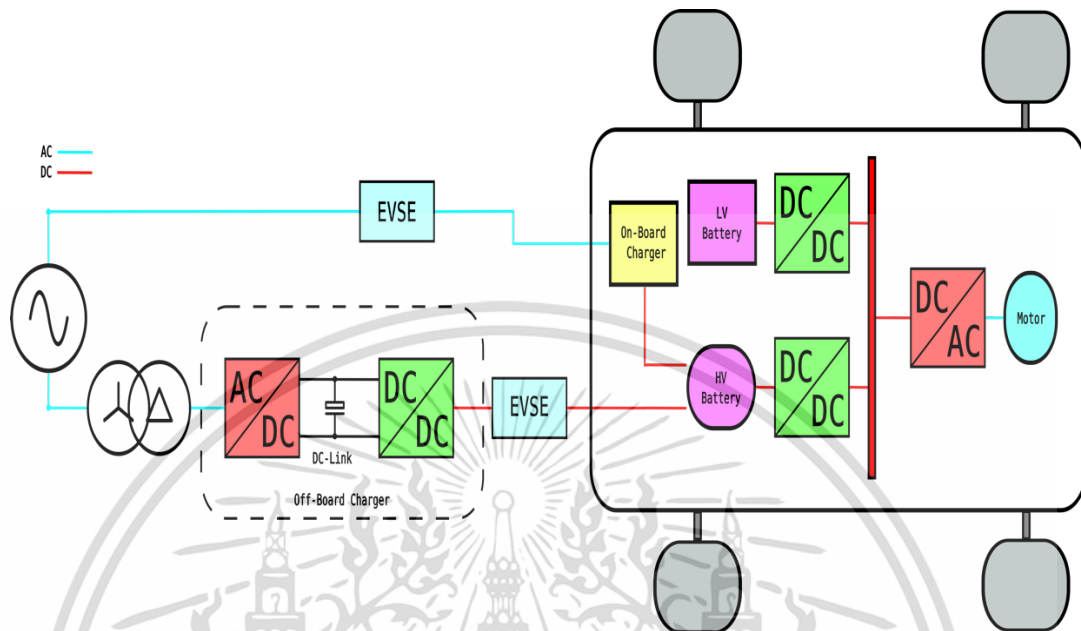 AC
DC
EVSE
On-Board
Charger
LV
Battery
DC
DC
DC
AC
Motor
HV
Battery
DC
DC
AC
DC
DC-Link
DC
DC
EVSE
Off-Board Charger